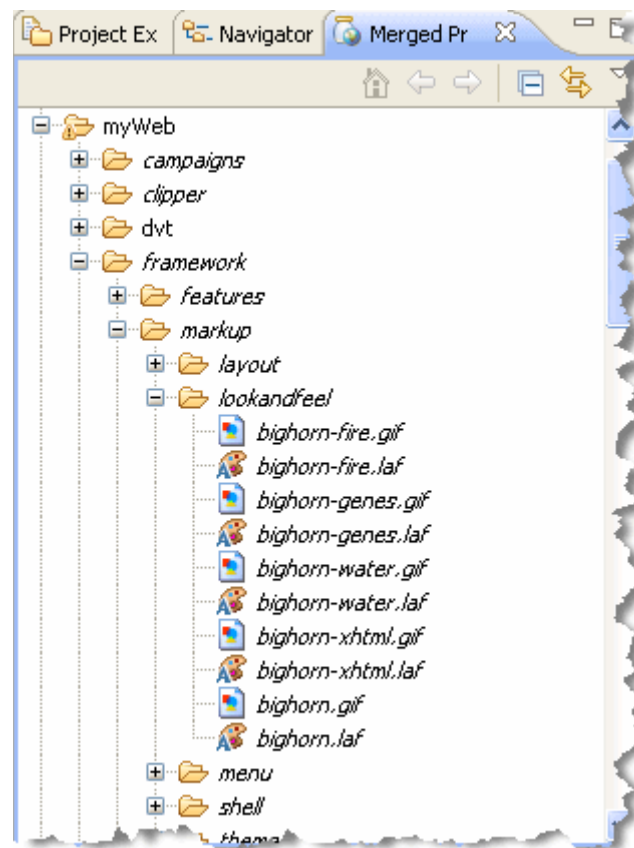 Project Ex Navigator Merged Pr
myWeb
campaigns
clipper
dvt
framework
features
markup
layout
lookandfeel
bighorn-fire.gif
bighorn-fire.laf
bighorn-genes.gif
bighorn-genes.laf
bighorn-water.gif
bighorn-water.laf
bighorn-xhtml.gif
bighorn-xhtml.laf
bighorn.gif
bighorn.laf
menu
shell